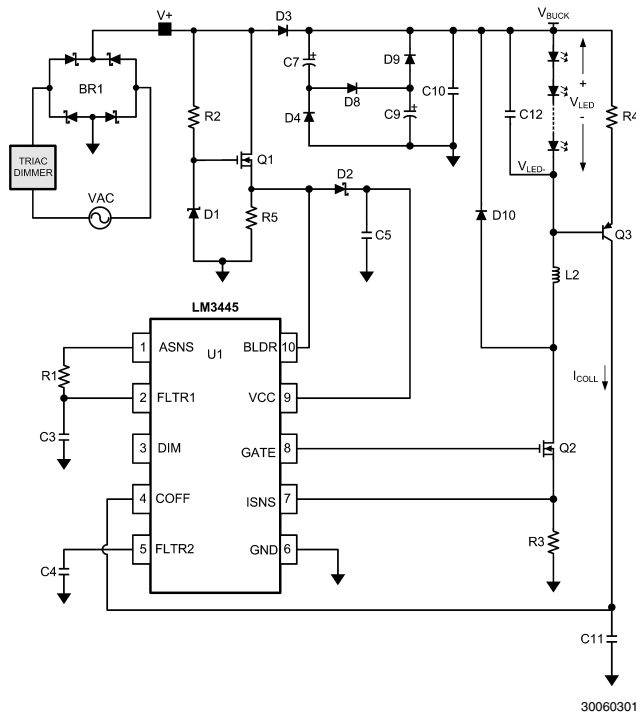 V+
D3
VBUCK
BR1
C7
D9
D8
D4
C9
C10
C12
+
VLED
-
R4
R2
Q1
TRIAC
DIMMER
VAC
D1
R5
D2
C5
VLED-
D10
Q3
L2
LM3445
U1
1 ASNS
BLDR 10
R1
ICOLL
2 FLTR1
VCC 9
C3
3 DIM
GATE 8
Q2
4 COFF
ISNS 7
R3
5 FLTR2
GND 6
C4
C11
30060301